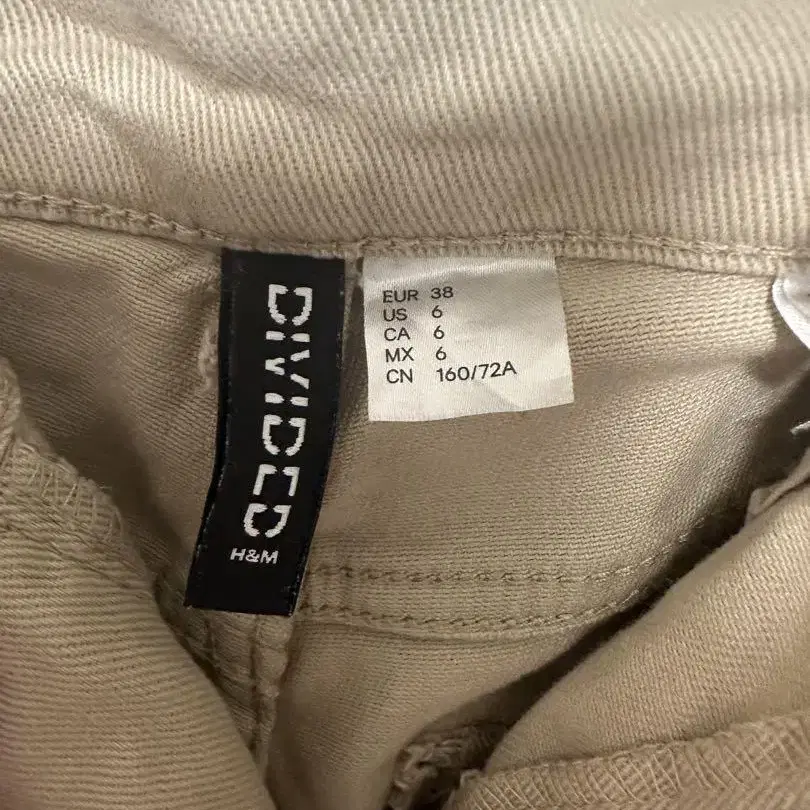 DIVIDED
H&M
EUR 38
US 6
CA 6
MX 6
CN 160/72A